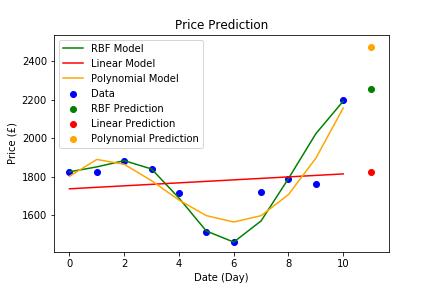 Price Prediction
RBF Model
Linear Model
Polynomial Model
Data
RBF Prediction
Linear Prediction
Polynomial Prediction
Price (£)
2400
2200
2000
1800
1600
0 2 4 6 8 10
Date (Day)